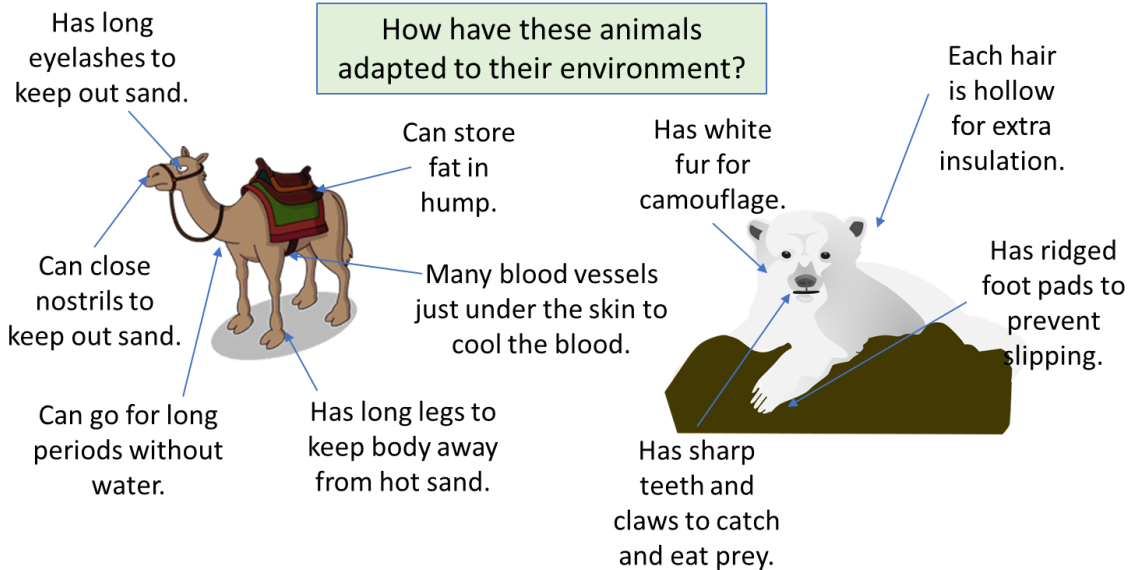 How have these animals
adapted to their environment?
Has long
eyelashes to
keep out sand.
Can store
fat in
hump.
Can close
nostrils to
keep out sand.
Many blood vessels
just under the skin to
cool the blood.
Can go for long
periods without
water.
Has long legs to
keep body away
from hot sand.
Has white
fur for
camouflage.
Each hair
is hollow
for extra
insulation.
Has ridged
foot pads to
prevent
slipping.
Has sharp
teeth and
claws to catch
and eat prey.